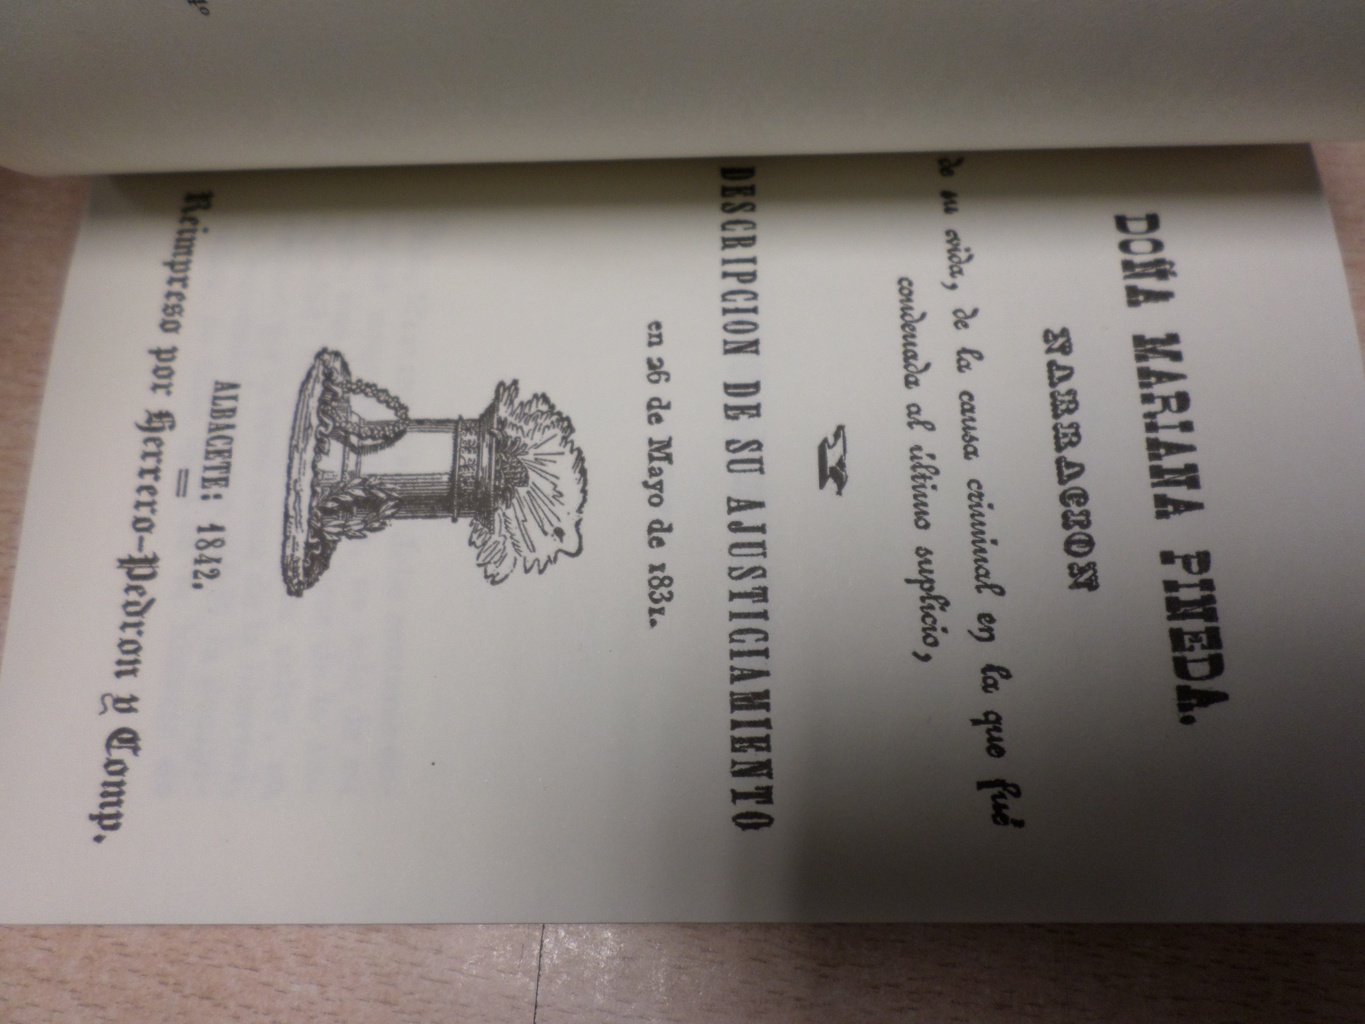 DOÑA MARIANA PINEDA.
NARRACION
de su vida, de la causa criminal en la que fué
condenada al último suplicio,
Y
DESCRIPCION DE SU AJUSTICIAMIENTO
en 26 de Mayo de 1831.
ALBACETE: 1842.
Reimpreso por Herrero-Pedron y Comp.